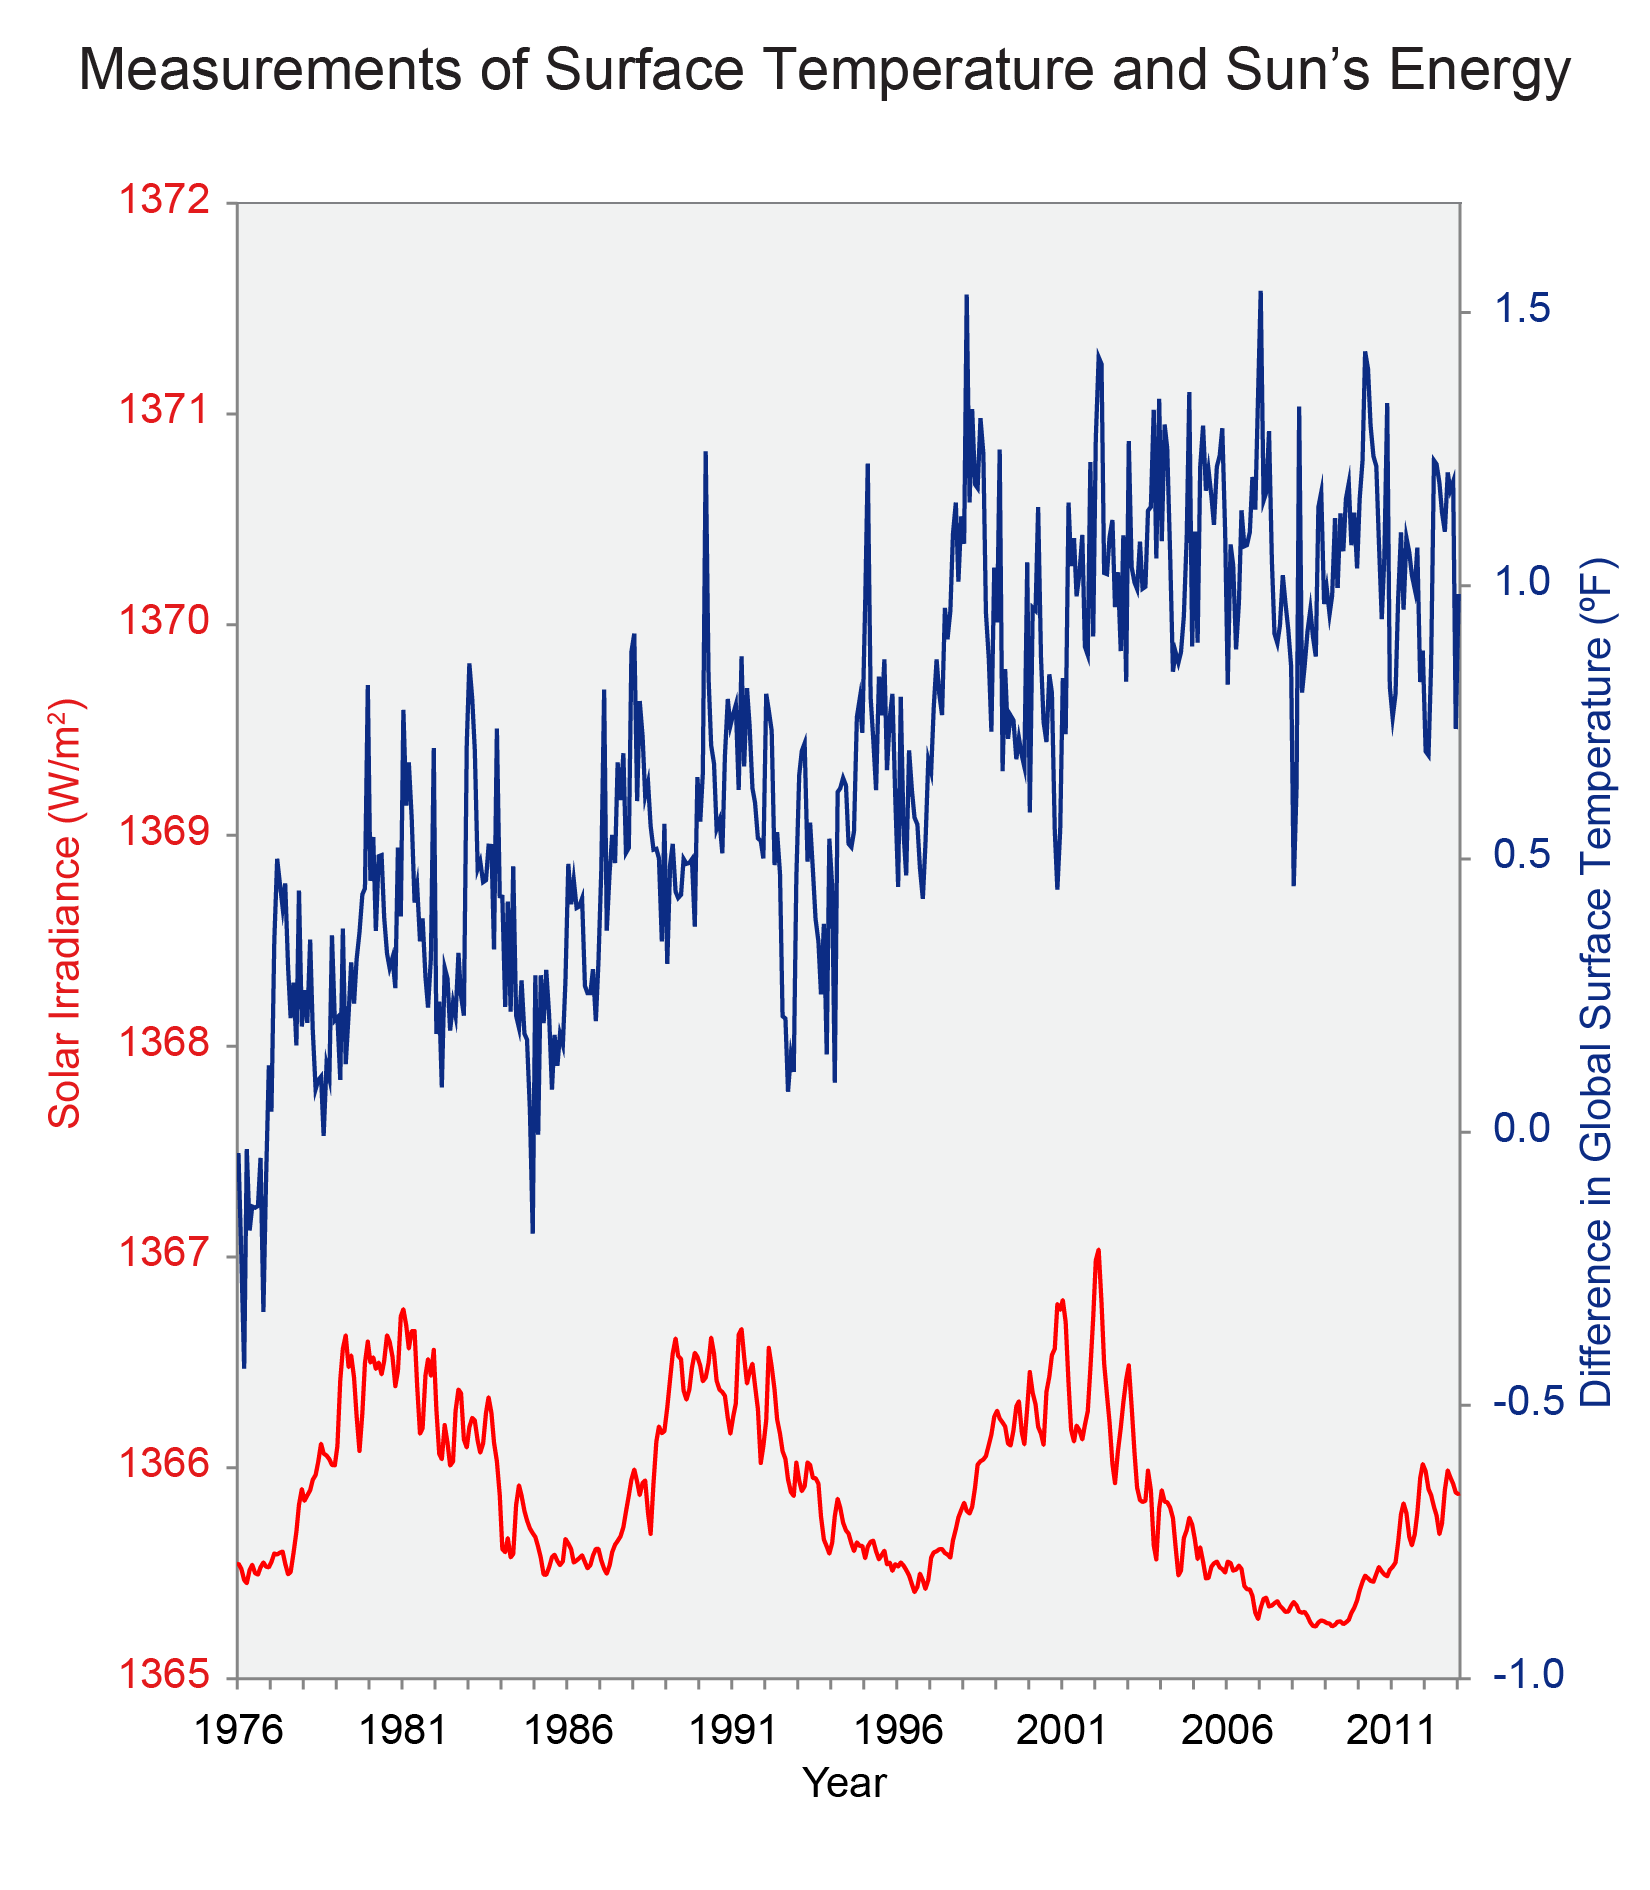 Measurements of Surface Temperature and Sun’s Energy
1372
1371
1370
1369
1368
1367
1366
1365
Solar Irradiance (W/m²)
1.5
1.0
0.5
0.0
-0.5
-1.0
Difference in Global Surface Temperature (ºF)
1976 1981 1986 1991 1996 2001 2006 2011
Year